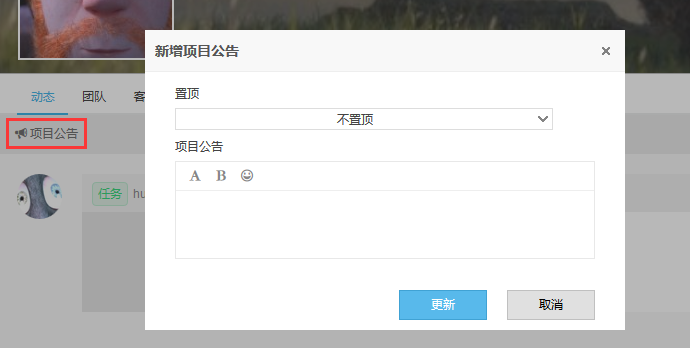 新增项目公告
动态 团队 客
置顶
不置顶
项目公告
项目公告
A B
任务 hu
更新 取消